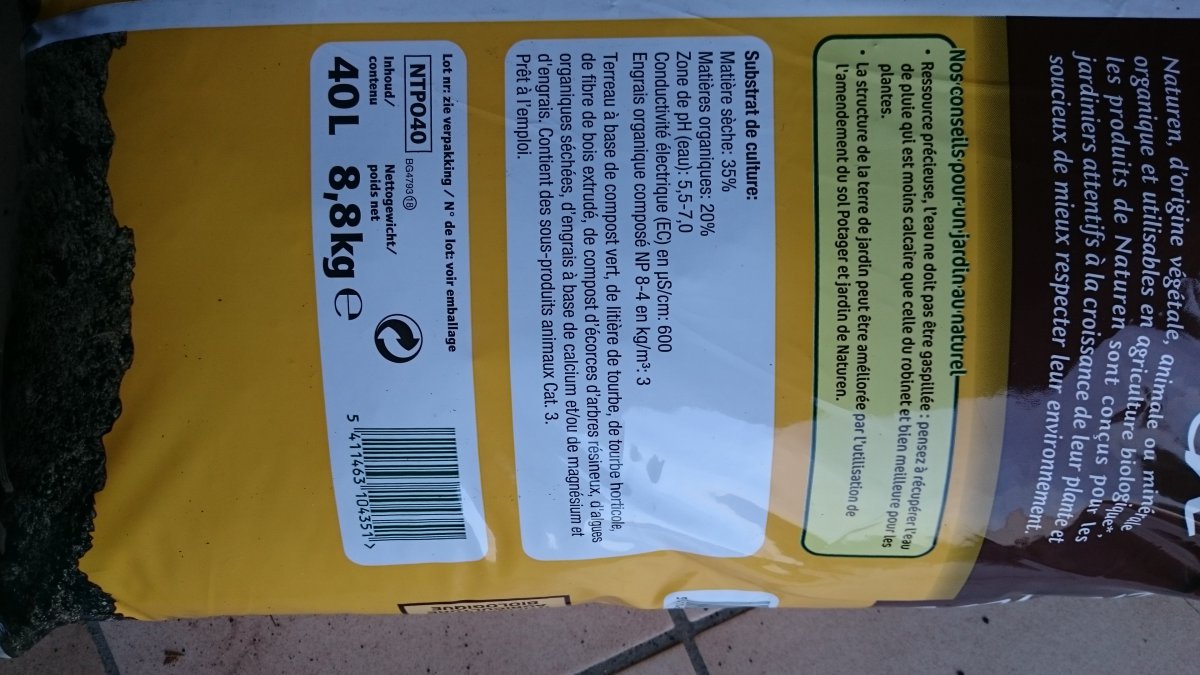 Naturen, d'origine végétale, animale ou minérale
organique et utilisables en agriculture biologique*,
les produits de Naturen sont conçus pour les
jardiniers attentifs à la croissance de leur plante et
soucieux de mieux respecter leur environnement.
Nos conseils pour un jardin au naturel
• Ressource précieuse, l'eau ne doit pas être gaspillée : pensez à récupérer l'eau
de pluie qui est moins calcaire que celle du robinet et bien meilleure pour les
plantes.
• La structure de la terre de jardin peut être améliorée par l'utilisation de
l'amendement du sol Potager et jardin de Naturen.
Substrat de culture:
Matière sèche: 35%
Matières organiques: 20%
Zone de pH (eau): 5,5-7,0
Conductivité électrique (EC) en µS/cm: 600
Engrais organique composé NP 8-4 en kg/m³: 3
Terreau à base de compost vert, de litière de tourbe, de tourbe horticole,
de fibre de bois extrudé, de compost d'écorces d'arbres résineux, d'algues
organiques séchées, d'engrais à base de calcium et/ou de magnésium et
d'engrais. Contient des sous-produits animaux Cat. 3.
Prêt à l'emploi.
Lot nr: zie verpakking / N° de lot: voir emballage
NTPO40 BG4793 18
Inhoud/ Nettogewicht/
contenu poids net
40 L 8,8 kg e
5 411463 104351 >
BIOLOGIQUE